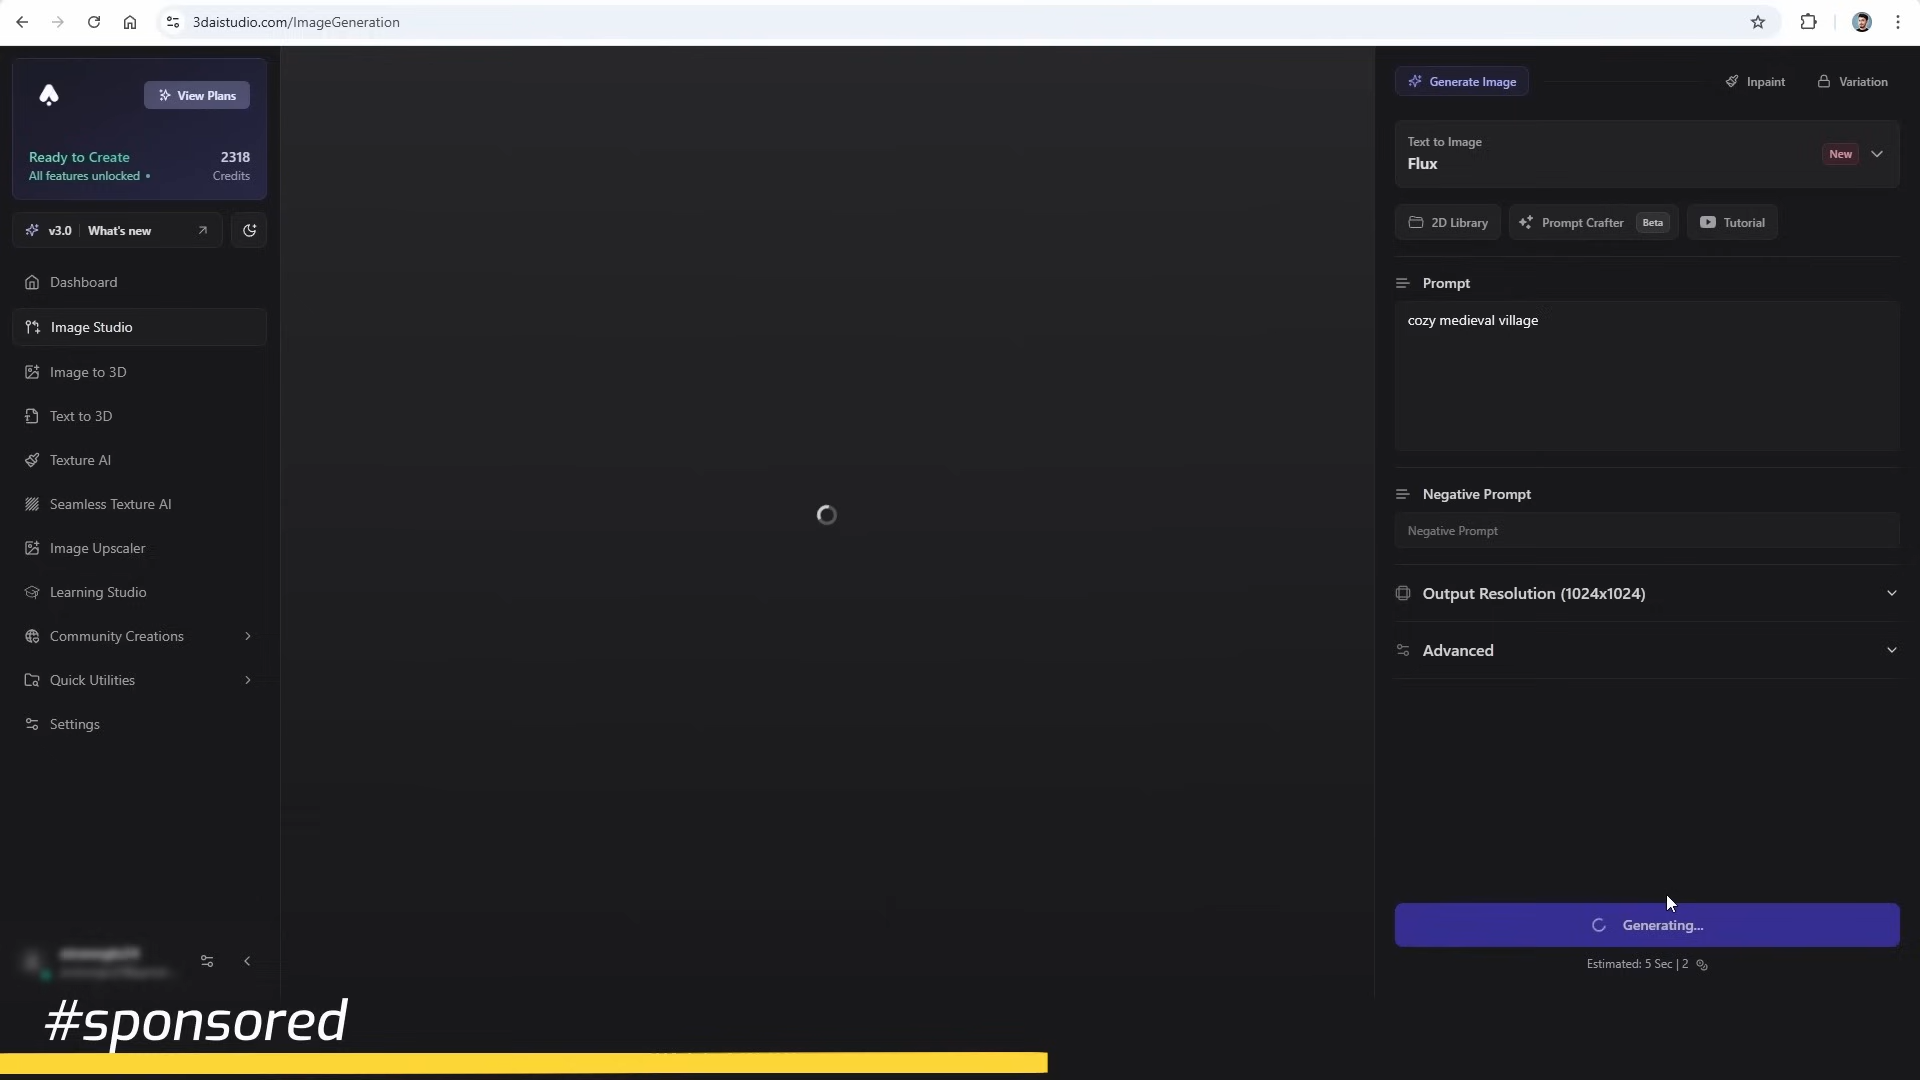 3daistudio.com/ImageGeneration
View Plans
Ready to Create
2318
All features unlocked
Credits
v3.0
What's new
Dashboard
Image Studio
Image to 3D
Text to 3D
Texture AI
Seamless Texture AI
Image Upscaler
Learning Studio
Community Creations
Quick Utilities
Settings
Generate Image
Inpaint
Variation
Text to Image
Flux
New
2D Library
Prompt Crafter
Beta
Tutorial
Prompt
cozy medieval village
Negative Prompt
Negative Prompt
Output Resolution (1024x1024)
Advanced
Generating...
Estimated: 5 Sec | 2
#sponsored